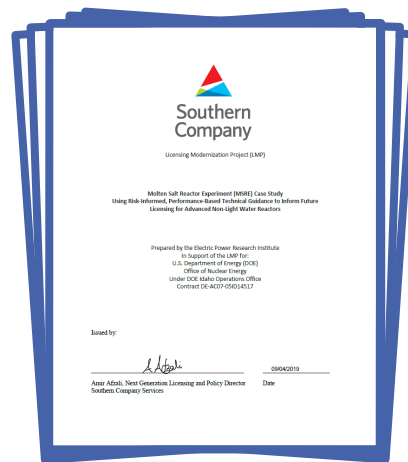 Southern
Company
Licensing Modernization Project (LMP)
Molten Salt Reactor Experiment (MSRE) Case Study
Using Risk-Informed, Performance-Based Technical Guidance to Inform Future
Licensing for Advanced Non-Light Water Reactors
Prepared by the Electric Power Research Institute
In Support of the LMP for:
U.S. Department of Energy (DOE)
Office of Nuclear Energy
Under DOE Idaho Operations Office
Contract DE-AC07-05ID14517
Issued by:
A Afzali
09/04/2019
Amir Afzali, Next Generation Licensing and Policy Director Date
Southern Company Services